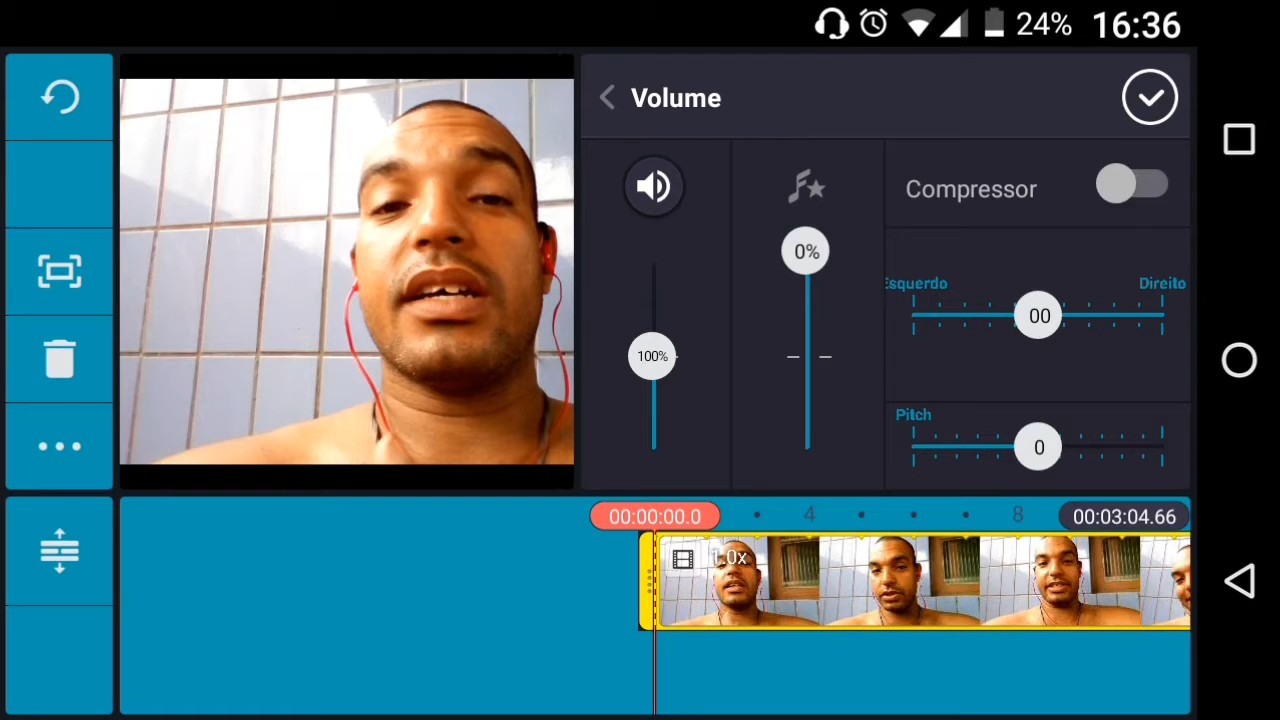 24% 16:36
Volume
Compressor
0%
Esquerdo Direito
00
100%
Pitch
0
00:00:00.0 4 8 00:03:04.66
1.0x